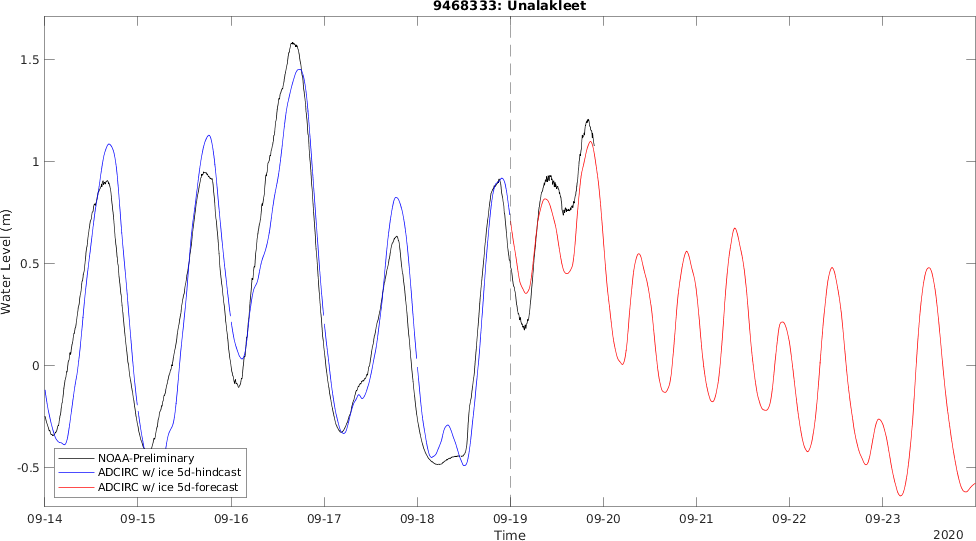 9468333: Unalakleet
Water Level (m)
1.5
1
0.5
0
-0.5
NOAA-Preliminary
ADCIRC w/ ice 5d-hindcast
ADCIRC w/ ice 5d-forecast
09-14 09-15 09-16 09-17 09-18 09-19 09-20 09-21 09-22 09-23
Time
2020